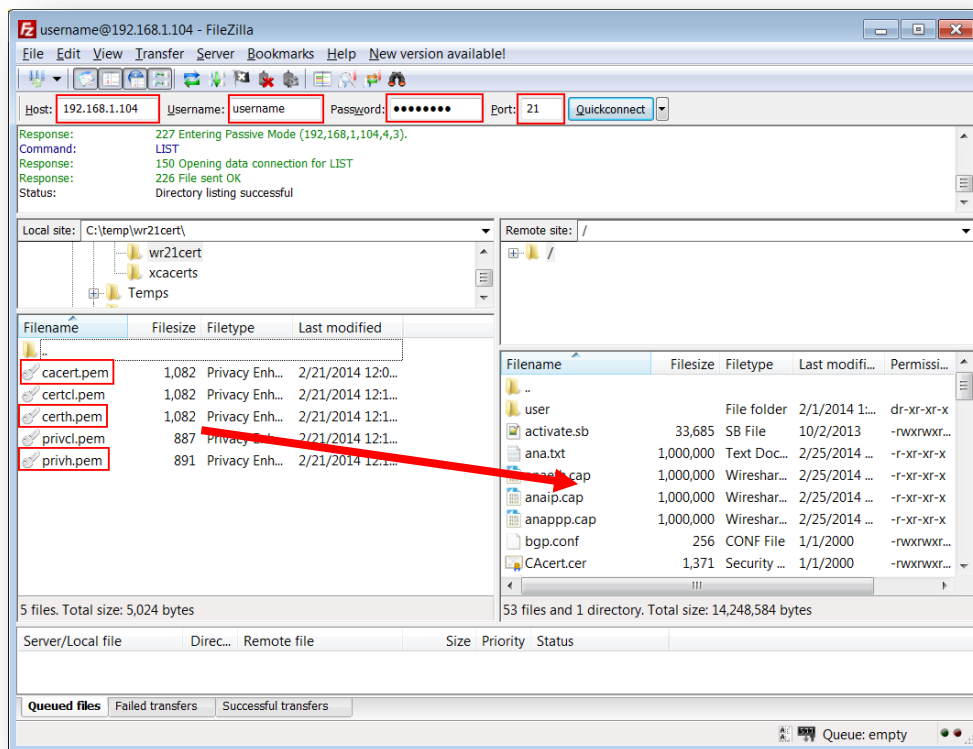 username@192.168.1.104 - FileZilla
File Edit View Transfer Server Bookmarks Help New version available!
Host: 192.168.1.104 Username: username Password: ●●●●●●●● Port: 21 Quickconnect
Response: 227 Entering Passive Mode (192,168,1,104,4,3).
Command: LIST
Response: 150 Opening data connection for LIST
Response: 226 File sent OK
Status: Directory listing successful
Local site: C:\temp\wr21cert\
wr21cert
xcacerts
Temps
Filename Filesize Filetype Last modified
..
cacert.pem 1,082 Privacy Enh... 2/21/2014 12:0...
certcl.pem 1,082 Privacy Enh... 2/21/2014 12:1...
certh.pem 1,082 Privacy Enh... 2/21/2014 12:1...
privcl.pem 887 Privacy Enh... 2/21/2014 12:1...
privh.pem 891 Privacy Enh... 2/21/2014 12:1...
5 files. Total size: 5,024 bytes
Remote site: /
/
Filename Filesize Filetype Last modifi... Permissi...
..
user File folder 2/1/2014 1:... dr-xr-xr-x
activate.sb 33,685 SB File 10/2/2013 -rwxrwxr...
ana.txt 1,000,000 Text Doc... 2/25/2014 ... -r-xr-xr-x
1,000,000 Wireshar... 2/25/2014 ... -r-xr-xr-x
anaip.cap 1,000,000 Wireshar... 2/25/2014 ... -r-xr-xr-x
anappp.cap 1,000,000 Wireshar... 2/25/2014 ... -r-xr-xr-x
bgp.conf 256 CONF File 1/1/2000 -rwxrwxr...
CAcert.cer 1,371 Security ... 1/1/2000 -rwxrwxr...
53 files and 1 directory. Total size: 14,248,584 bytes
Server/Local file Direc... Remote file Size Priority Status
Queued files Failed transfers Successful transfers
Queue: empty